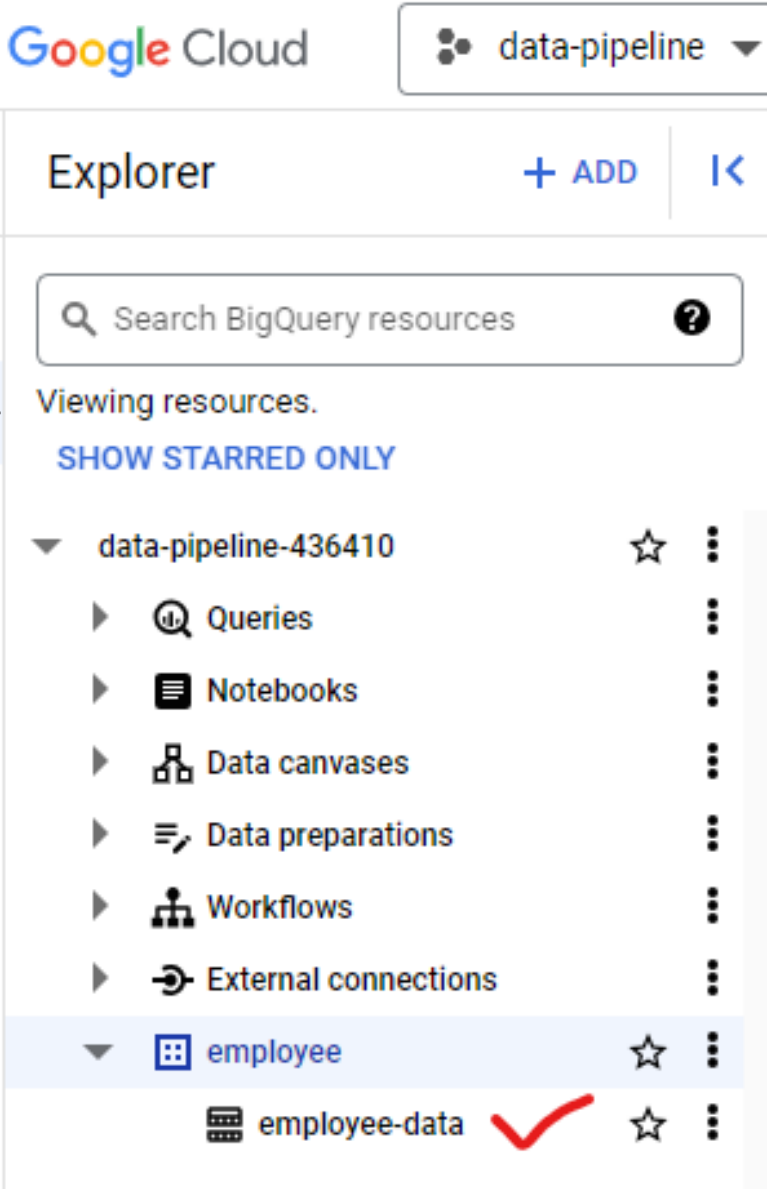 Google Cloud data-pipeline
Explorer + ADD
Search BigQuery resources
Viewing resources.
SHOW STARRED ONLY
data-pipeline-436410
Queries
Notebooks
Data canvases
Data preparations
Workflows
External connections
employee
employee-data